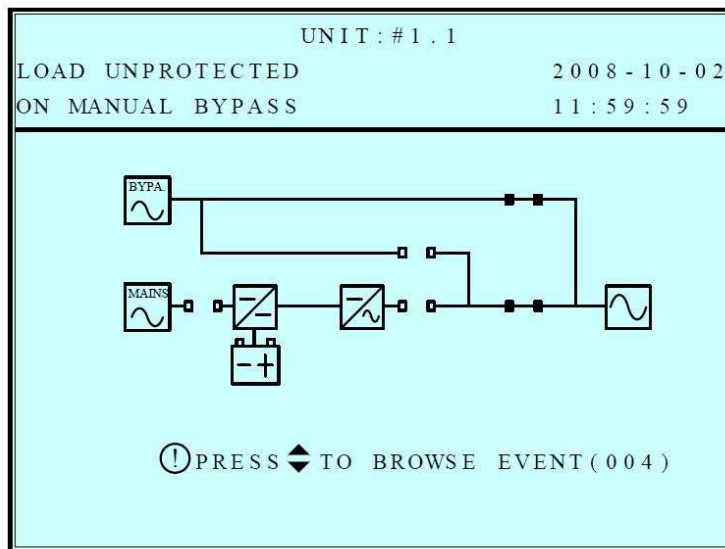 UNIT:#1.1
LOAD UNPROTECTED 2008-10-02
ON MANUAL BYPASS 11:59:59
BYPA.
MAINS
PRESS TO BROWSE EVENT(004)